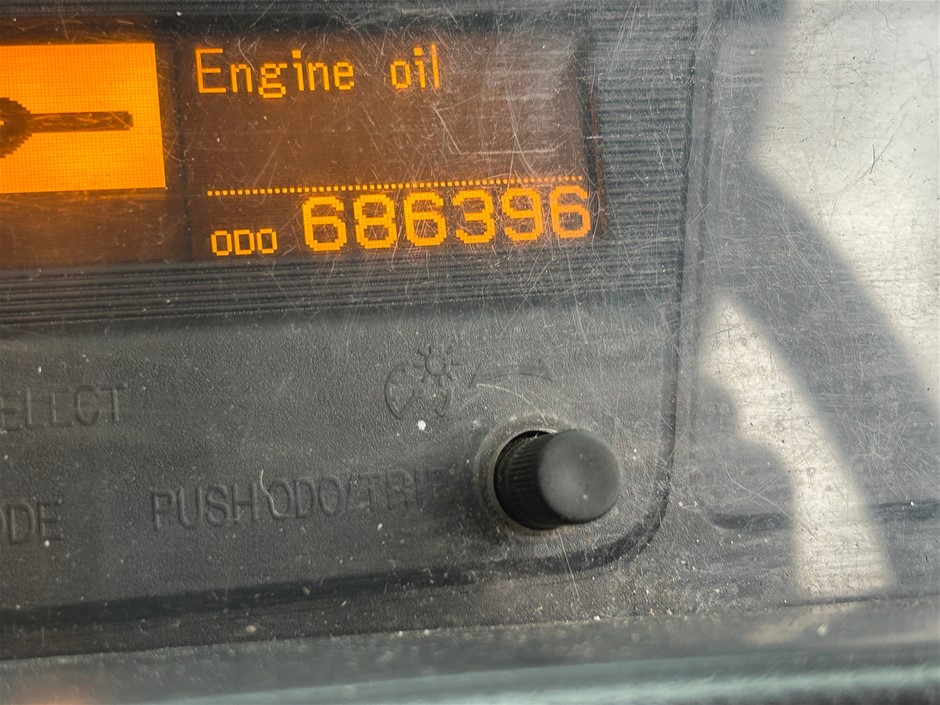 Engine oil
ODO 686396
ELECT
ODE PUSH ODO/TRIP